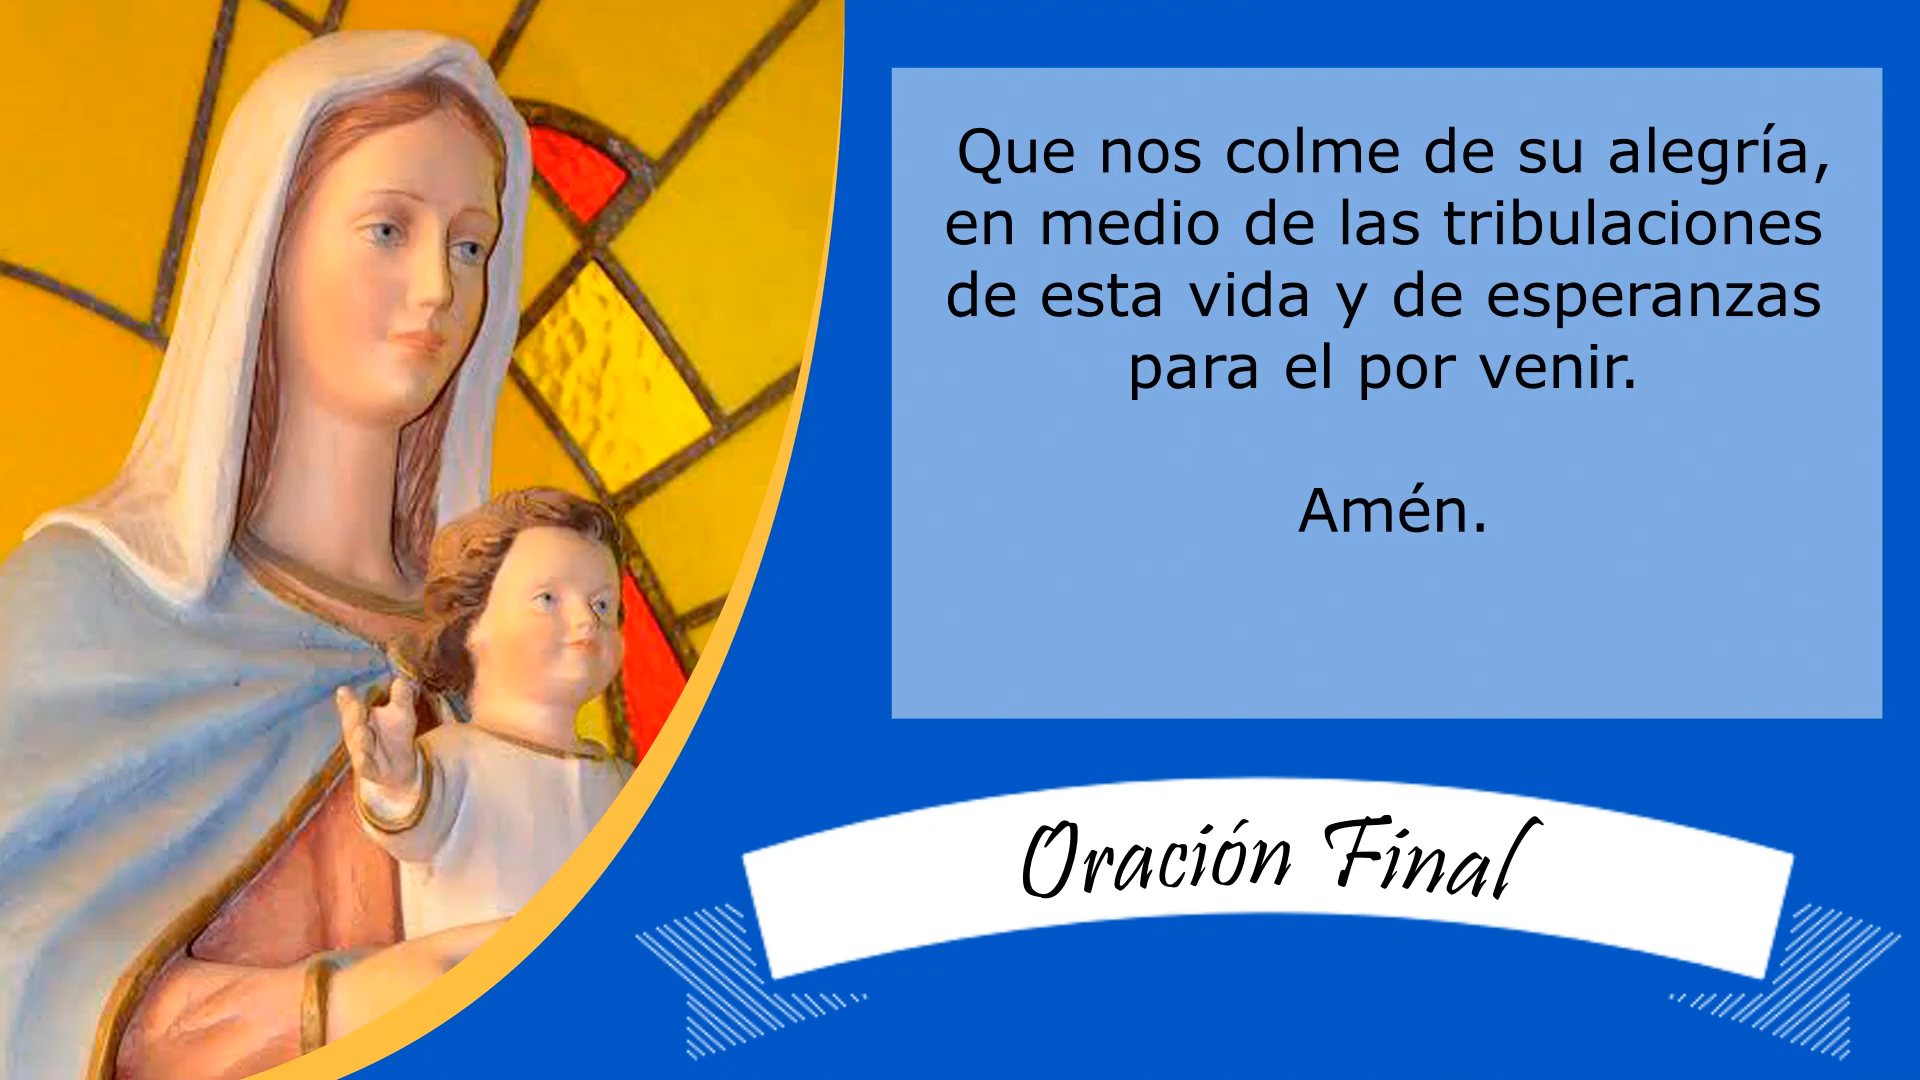 Que nos colme de su alegría,
en medio de las tribulaciones
de esta vida y de esperanzas
para el por venir.
Amén.
Oración Final